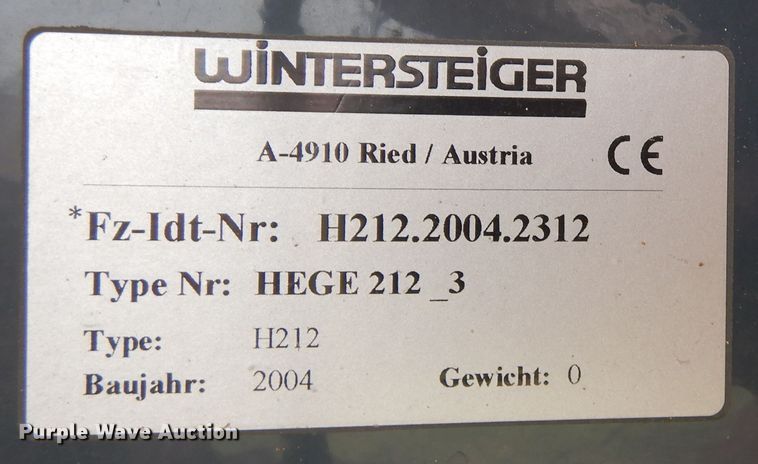 WINTERSTEIGER
A-4910 Ried / Austria CE
*Fz-Idt-Nr: H212.2004.2312
Type Nr: HEGE 212 _3
Type: H212
Baujahr: 2004 Gewicht: 0
Purple Wave Auction